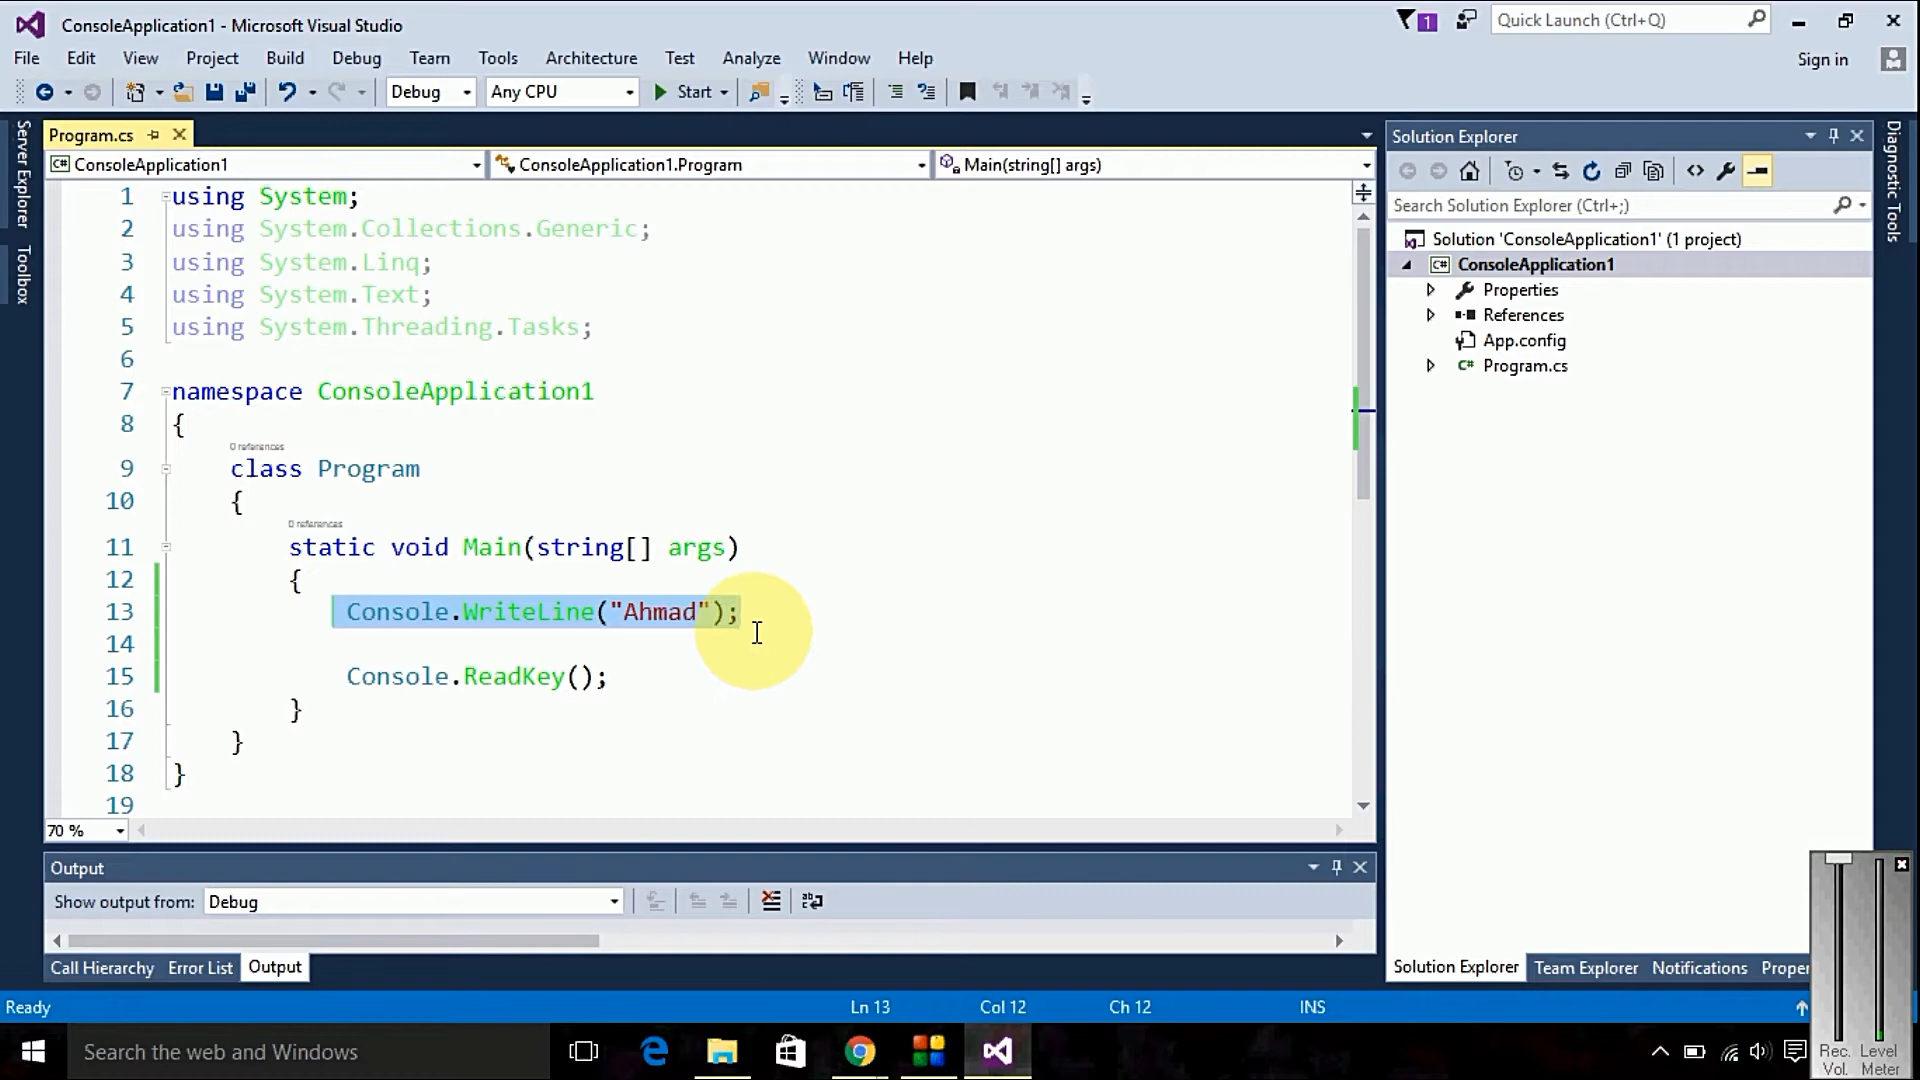 ConsoleApplication1 - Microsoft Visual Studio
1
Quick Launch (Ctrl+Q)
File Edit View Project Build Debug Team Tools Architecture Test Analyze Window Help
Sign in
Debug Any CPU Start
Server Explorer
Toolbox
Program.cs
C# ConsoleApplication1 ConsoleApplication1.Program Main(string[] args)
1 using System;
2 using System.Collections.Generic;
3 using System.Linq;
4 using System.Text;
5 using System.Threading.Tasks;
6
7 namespace ConsoleApplication1
8 {
0 references
9 class Program
10 {
0 references
11 static void Main(string[] args)
12 {
13 Console.WriteLine("Ahmad");
14
15 Console.ReadKey();
16 }
17 }
18 }
19
70 %
Output
Show output from: Debug
Call Hierarchy Error List Output
Solution Explorer
Search Solution Explorer (Ctrl+;)
Solution 'ConsoleApplication1' (1 project)
C# ConsoleApplication1
Properties
References
App.config
C# Program.cs
Solution Explorer Team Explorer Notifications Proper
Diagnostic Tools
Ready Ln 13 Col 12 Ch 12 INS
Search the web and Windows
Rec. Level
Vol. Meter